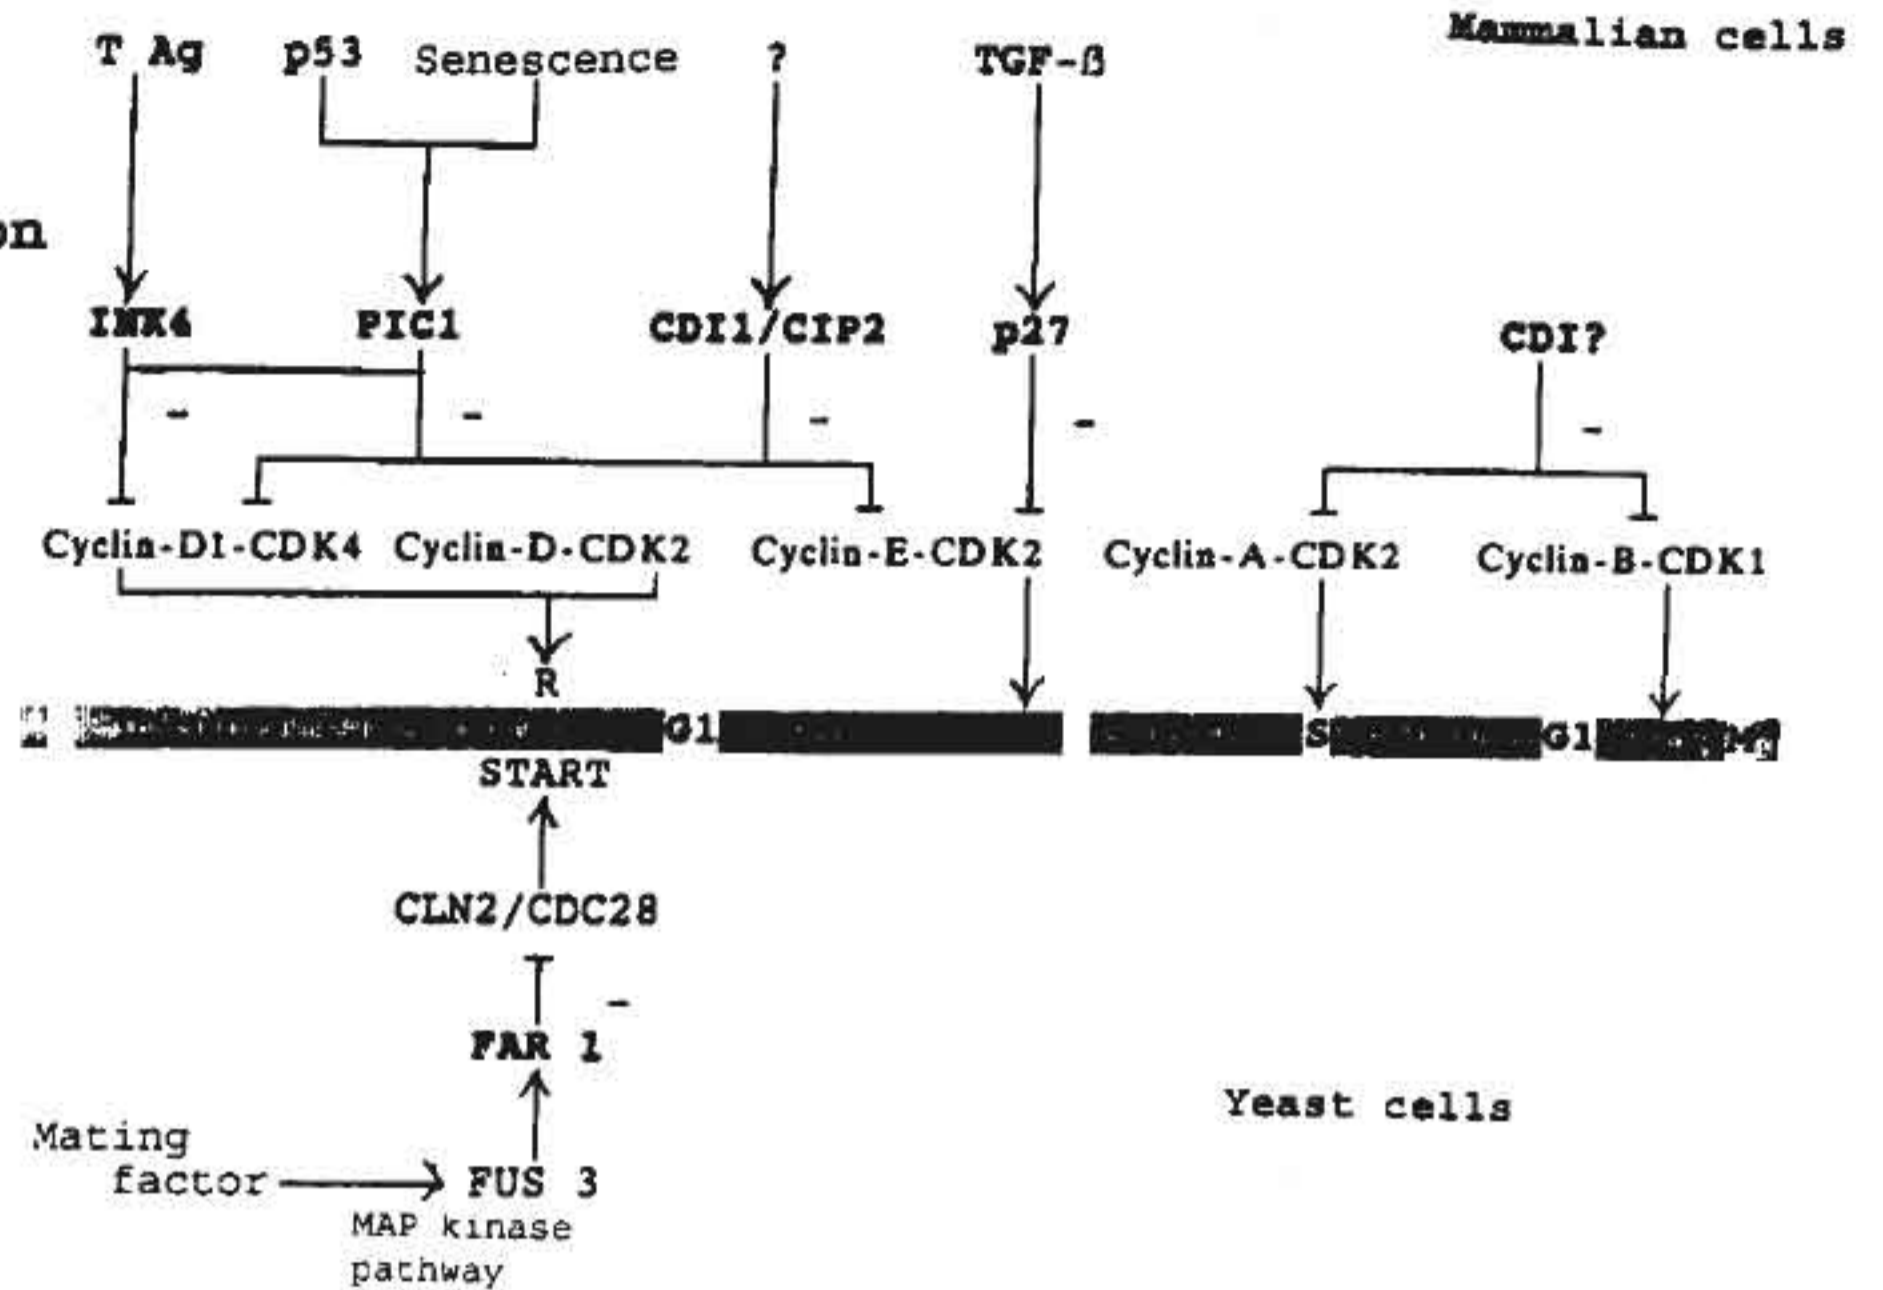 T Ag p53 Senescence ? TGF-ß Mammalian cells
on
INK4 PIC1 CDI1/CIP2 p27 CDI?
- - - - -
Cyclin-D1-CDK4 Cyclin-D-CDK2 Cyclin-E-CDK2 Cyclin-A-CDK2 Cyclin-B-CDK1
R
G1 S G1 M
START
CLN2/CDC28
-
FAR 1
Yeast cells
Mating
factor FUS 3
MAP kinase
pathway